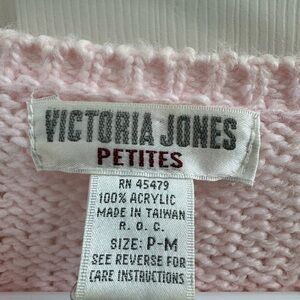 VICTORIA JONES
PETITES
RN 45479
100% ACRYLIC
MADE IN TAIWAN
R. O. C.
SIZE: P-M
SEE REVERSE FOR
CARE INSTRUCTIONS